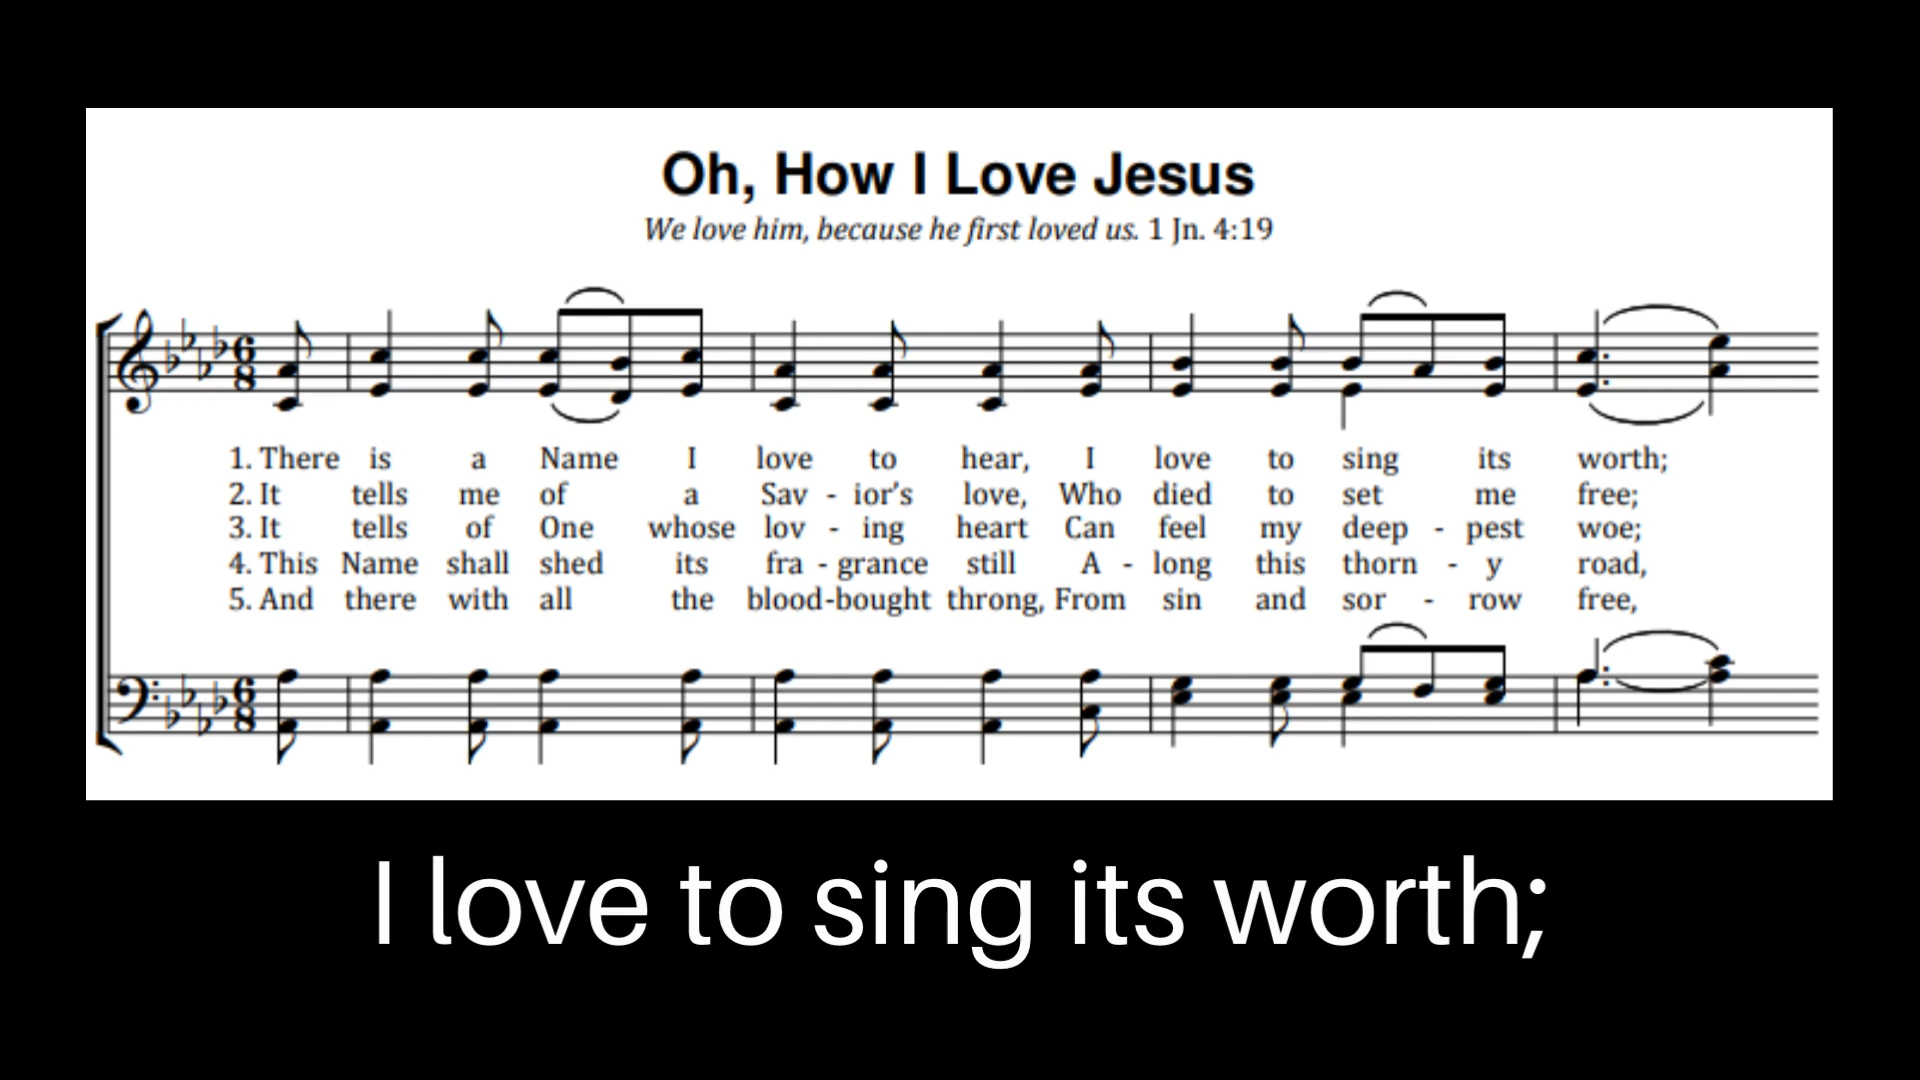 Oh, How I Love Jesus
We love him, because he first loved us. 1 Jn. 4:19
6
8
1. There is a Name I love to hear, I love to sing its worth;
2. It tells me of a Sav - ior’s love, Who died to set me free;
3. It tells of One whose lov - ing heart Can feel my deep - pest woe;
4. This Name shall shed its fra - grance still A - long this thorn - y road,
5. And there with all the blood-bought throng, From sin and sor - row free,
6
8
I love to sing its worth;